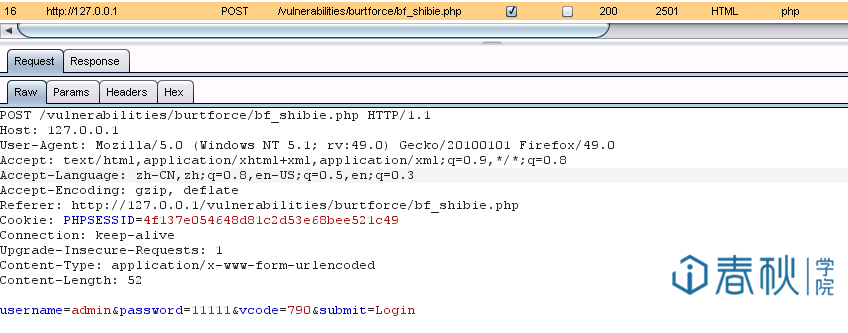 16 http://127.0.0.1 POST /vulnerabilities/burtforce/bf_shibie.php 200 2501 HTML php
Request Response
Raw Params Headers Hex
POST /vulnerabilities/burtforce/bf_shibie.php HTTP/1.1
Host: 127.0.0.1
User-Agent: Mozilla/5.0 (Windows NT 5.1; rv:49.0) Gecko/20100101 Firefox/49.0
Accept: text/html,application/xhtml+xml,application/xml;q=0.9,*/*;q=0.8
Accept-Language: zh-CN,zh;q=0.8,en-US;q=0.5,en;q=0.3
Accept-Encoding: gzip, deflate
Referer: http://127.0.0.1/vulnerabilities/burtforce/bf_shibie.php
Cookie: PHPSESSID=4f137e054648d81c2d53e68bee521c49
Connection: keep-alive
Upgrade-Insecure-Requests: 1
Content-Type: application/x-www-form-urlencoded
Content-Length: 52
username=admin&password=11111&vcode=790&submit=Login
春秋学院